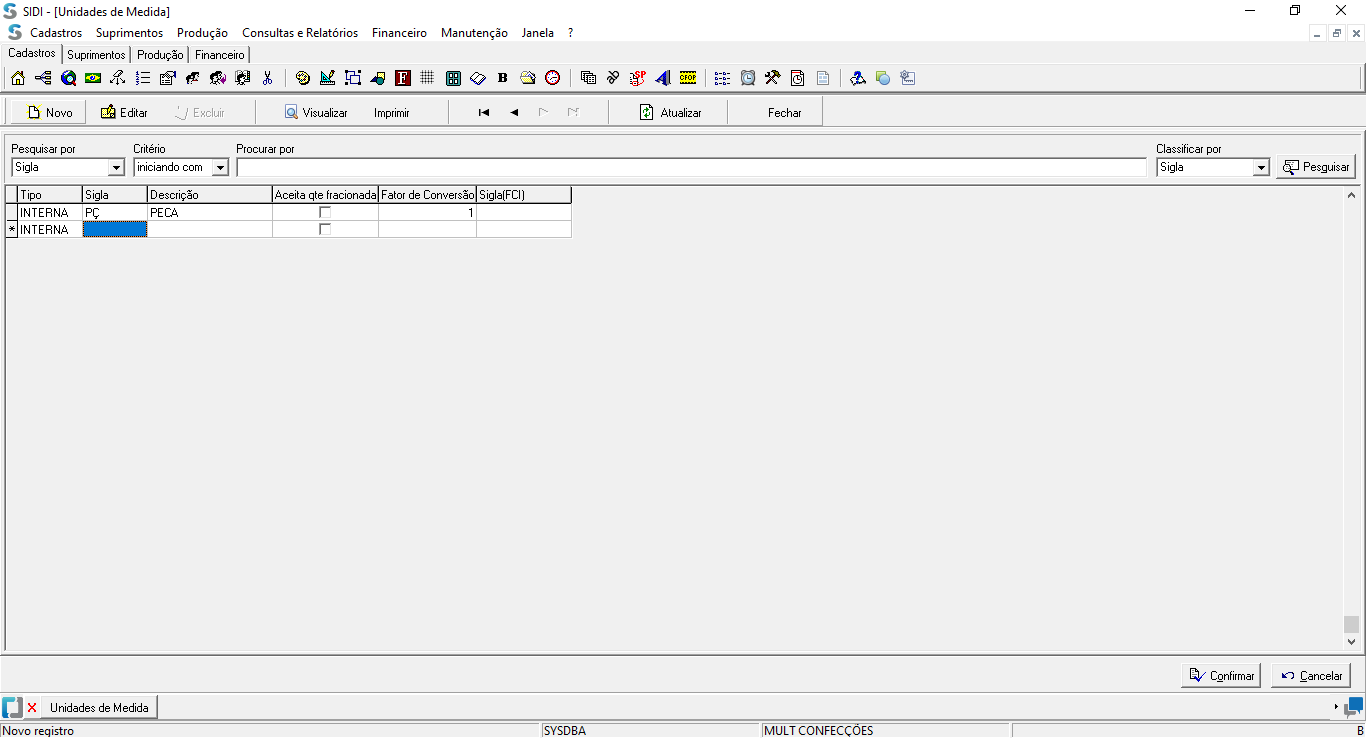 SIDI - [Unidades de Medida]
Cadastros Suprimentos Produção Consultas e Relatórios Financeiro Manutenção Janela ?
Cadastros Suprimentos Produção Financeiro
F B SP CFOP
Novo Editar Excluir Visualizar Imprimir Atualizar Fechar
Pesquisar por Critério Procurar por Classificar por
Sigla iniciando com Sigla Pesquisar
Tipo Sigla Descrição Aceita qte fracionada Fator de Conversão Sigla(FCI)
INTERNA PÇ PECA 1
* INTERNA
Confirmar Cancelar
Unidades de Medida
Novo registro SYSDBA MULT CONFECÇÕES B